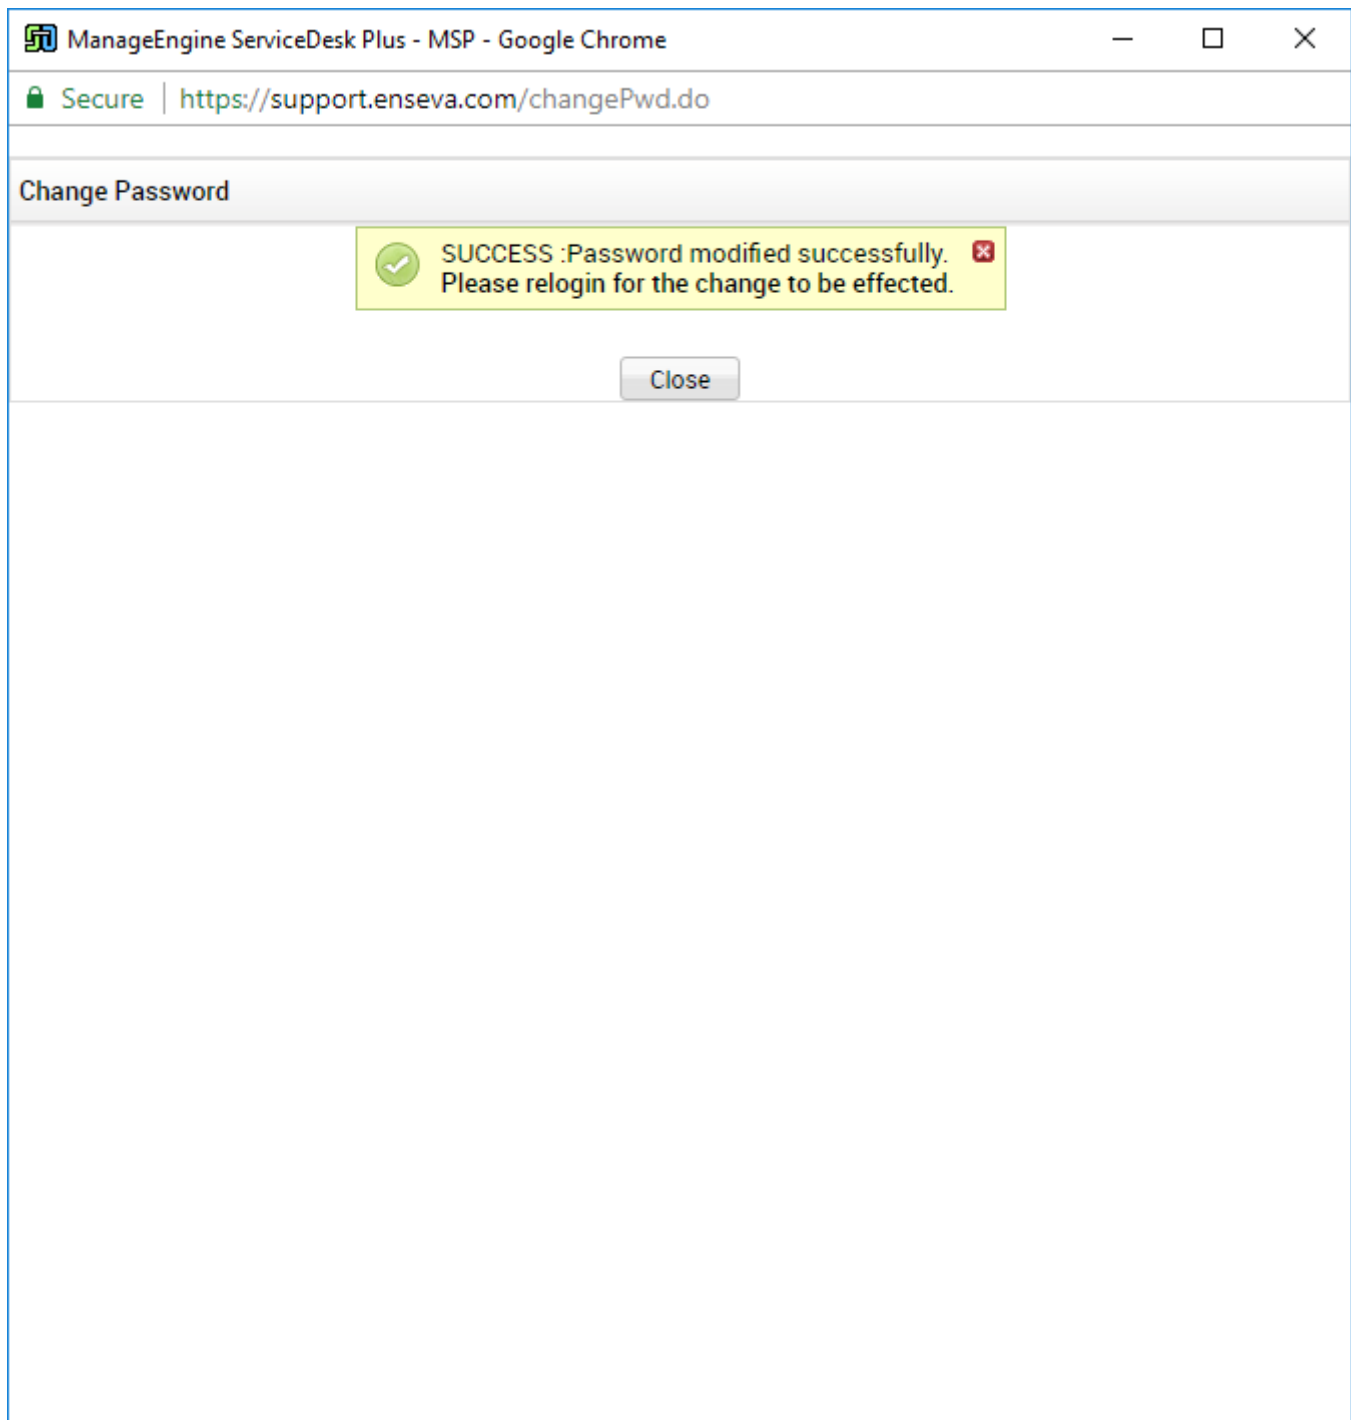 ManageEngine ServiceDesk Plus - MSP - Google Chrome
Secure | https://support.enseva.com/changePwd.do
Change Password
SUCCESS :Password modified successfully.
Please relogin for the change to be effected.
Close